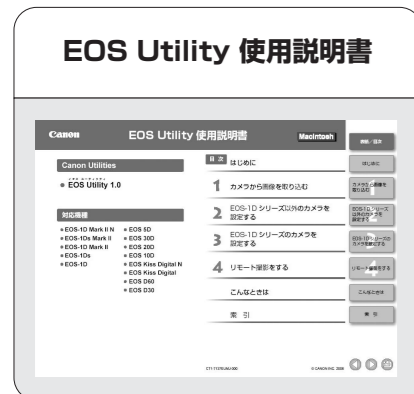 EOS Utility 使用説明書
Canon
EOS Utility 使用説明書
Macintosh
Canon Utilities
EOS Utility 1.0
対応機種
EOS-1D Mark II N
EOS-1Ds Mark II
EOS-1D Mark II
EOS-1Ds
EOS-1D
EOS 5D
EOS 30D
EOS 20D
EOS 10D
EOS Kiss Digital N
EOS Kiss Digital
EOS D60
EOS D30
目次 はじめに
1 カメラから画像を取り込む
2 EOS-1D シリーズ以外のカメラを
設定する
3 EOS-1D シリーズのカメラを
設定する
4 リモート撮影をする
こんなときは
索 引
表紙/目次
はじめに
カメラから画像を
取り込む
EOS-1D シリーズ
以外のカメラを
設定する
EOS-1D シリーズの
カメラを設定する
リモート撮影をする
こんなときは
索 引
© CANON INC. 2006